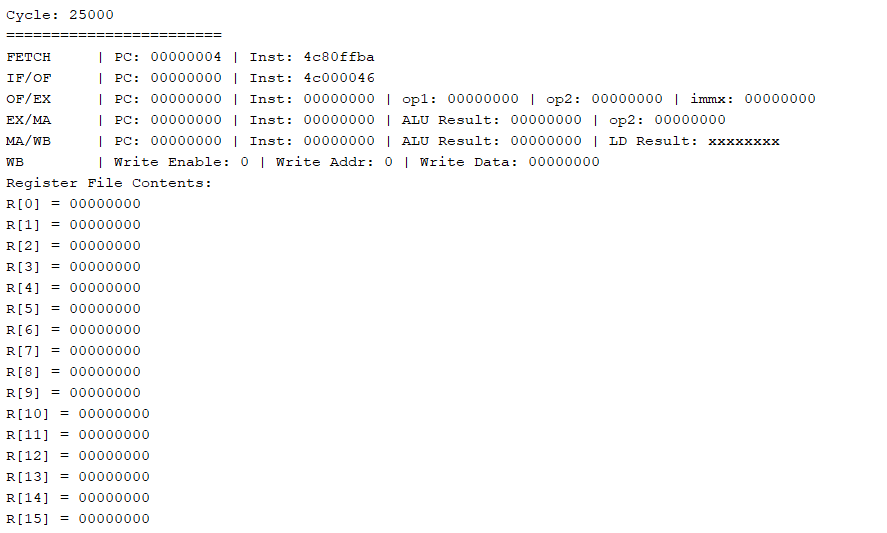 Cycle: 25000
========================
FETCH     | PC: 00000004 | Inst: 4c80ffba
IF/OF     | PC: 00000000 | Inst: 4c000046
OF/EX     | PC: 00000000 | Inst: 00000000 | op1: 00000000 | op2: 00000000 | immx: 00000000
EX/MA     | PC: 00000000 | Inst: 00000000 | ALU Result: 00000000 | op2: 00000000
MA/WB     | PC: 00000000 | Inst: 00000000 | ALU Result: 00000000 | LD Result: xxxxxxxx
WB        | Write Enable: 0 | Write Addr: 0 | Write Data: 00000000
Register File Contents:
R[0] = 00000000
R[1] = 00000000
R[2] = 00000000
R[3] = 00000000
R[4] = 00000000
R[5] = 00000000
R[6] = 00000000
R[7] = 00000000
R[8] = 00000000
R[9] = 00000000
R[10] = 00000000
R[11] = 00000000
R[12] = 00000000
R[13] = 00000000
R[14] = 00000000
R[15] = 00000000